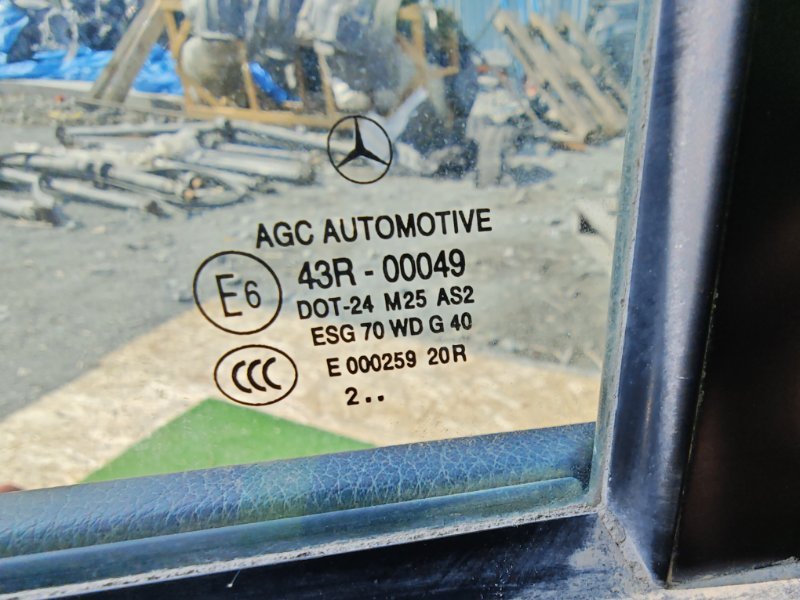 AGC AUTOMOTIVE
E6
43R - 00049
DOT-24 M25 AS2
ESG 70 WD G 40
CCC
E 000259 20R
2..